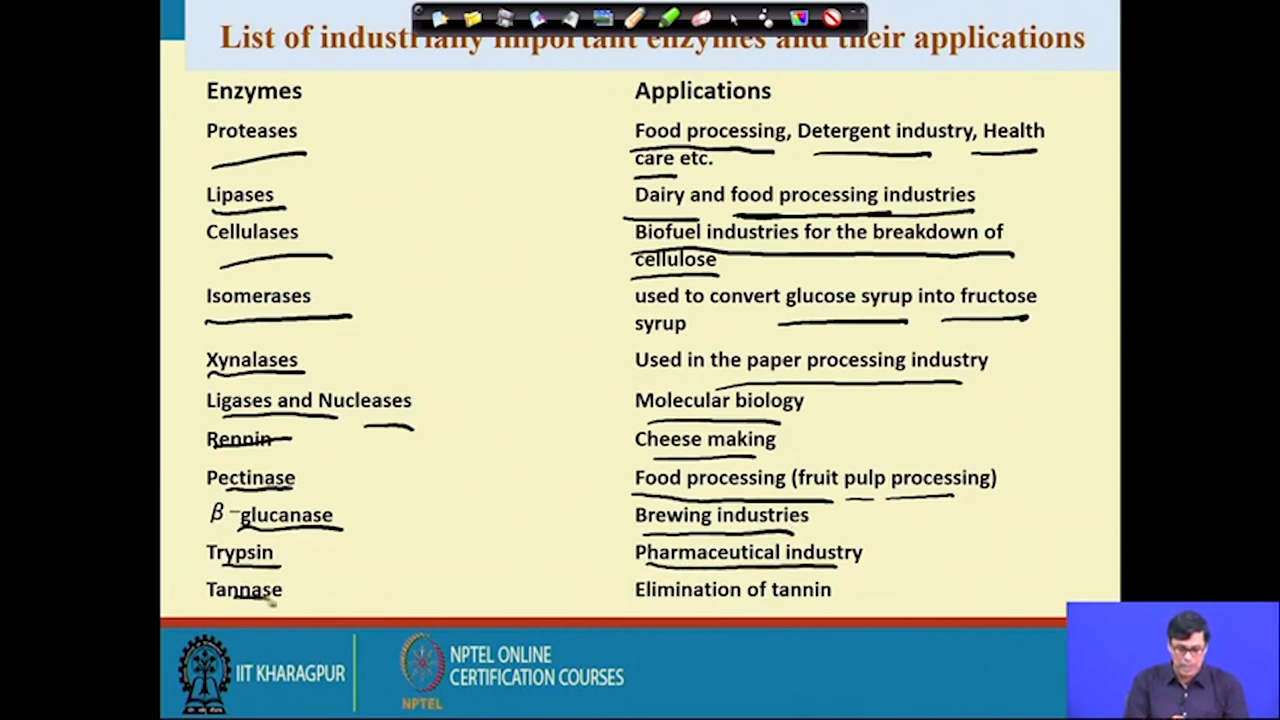 List of industrially important enzymes and their applications
Enzymes Applications
Proteases Food processing, Detergent industry, Health
care etc.
Lipases Dairy and food processing industries
Cellulases Biofuel industries for the breakdown of
cellulose
Isomerases used to convert glucose syrup into fructose
syrup
Xynalases Used in the paper processing industry
Ligases and Nucleases Molecular biology
Rennin Cheese making
Pectinase Food processing (fruit pulp processing)
β –glucanase Brewing industries
Trypsin Pharmaceutical industry
Tannase Elimination of tannin
IIT KHARAGPUR
NPTEL ONLINE
CERTIFICATION COURSES
NPTEL